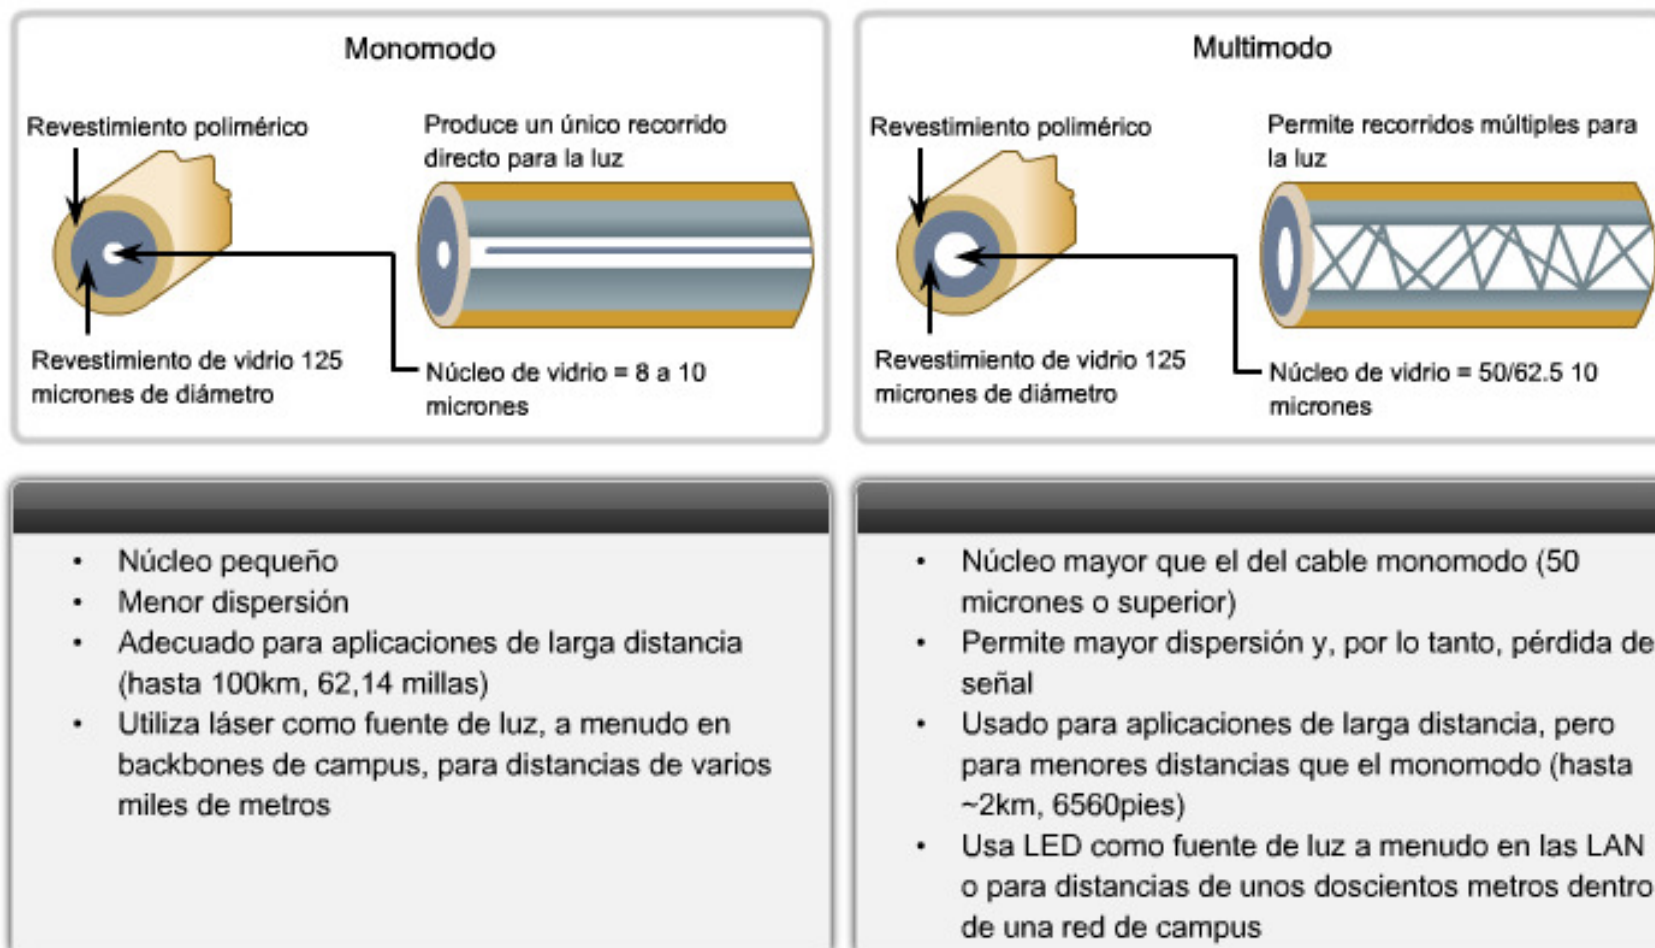 Monomodo
Revestimiento polimérico
Produce un único recorrido
directo para la luz
Revestimiento de vidrio 125
micrones de diámetro
Núcleo de vidrio = 8 a 10
micrones
Multimodo
Revestimiento polimérico
Permite recorridos múltiples para
la luz
Revestimiento de vidrio 125
micrones de diámetro
Núcleo de vidrio = 50/62.5 10
micrones
• Núcleo pequeño
• Menor dispersión
• Adecuado para aplicaciones de larga distancia
(hasta 100km, 62,14 millas)
• Utiliza láser como fuente de luz, a menudo en
backbones de campus, para distancias de varios
miles de metros
• Núcleo mayor que el del cable monomodo (50
micrones o superior)
• Permite mayor dispersión y, por lo tanto, pérdida de
señal
• Usado para aplicaciones de larga distancia, pero
para menores distancias que el monomodo (hasta
~2km, 6560pies)
• Usa LED como fuente de luz a menudo en las LAN
o para distancias de unos doscientos metros dentro
de una red de campus